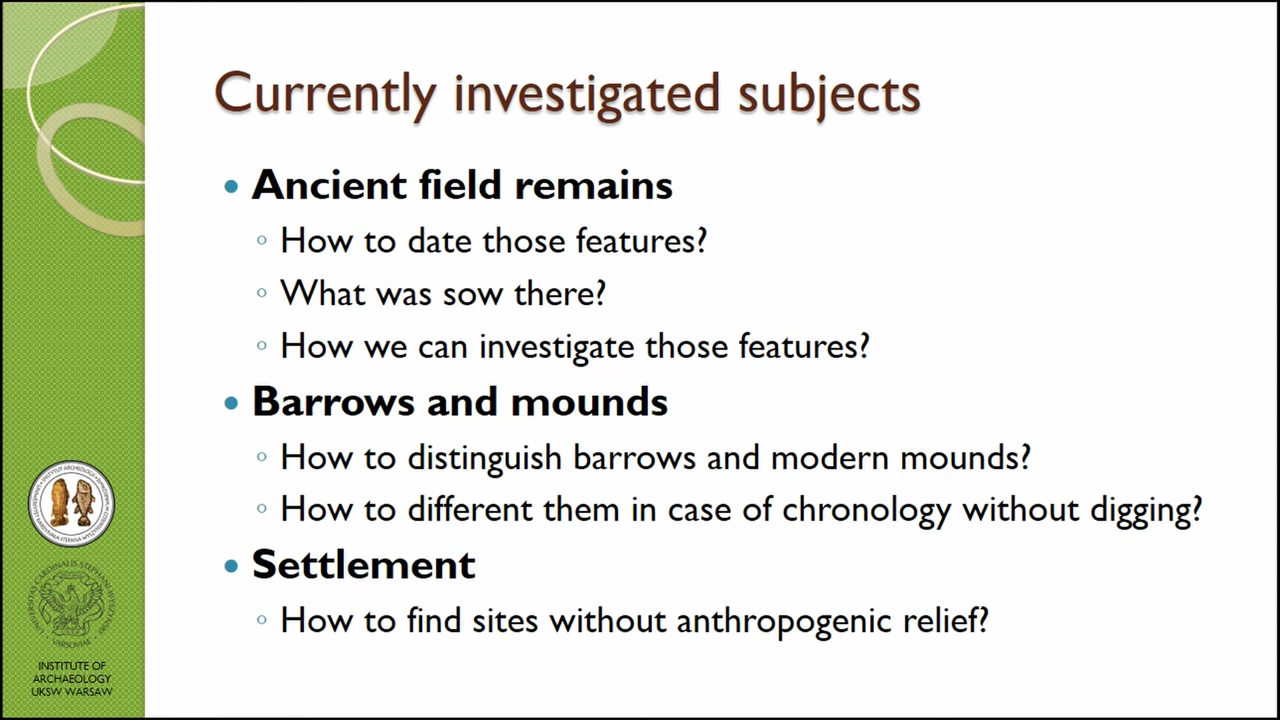 Currently investigated subjects
Ancient field remains
How to date those features?
What was sow there?
How we can investigate those features?
Barrows and mounds
How to distinguish barrows and modern mounds?
How to different them in case of chronology without digging?
Settlement
How to find sites without anthropogenic relief?
INSTITUTE OF
ARCHAEOLOGY
UKSW WARSAW